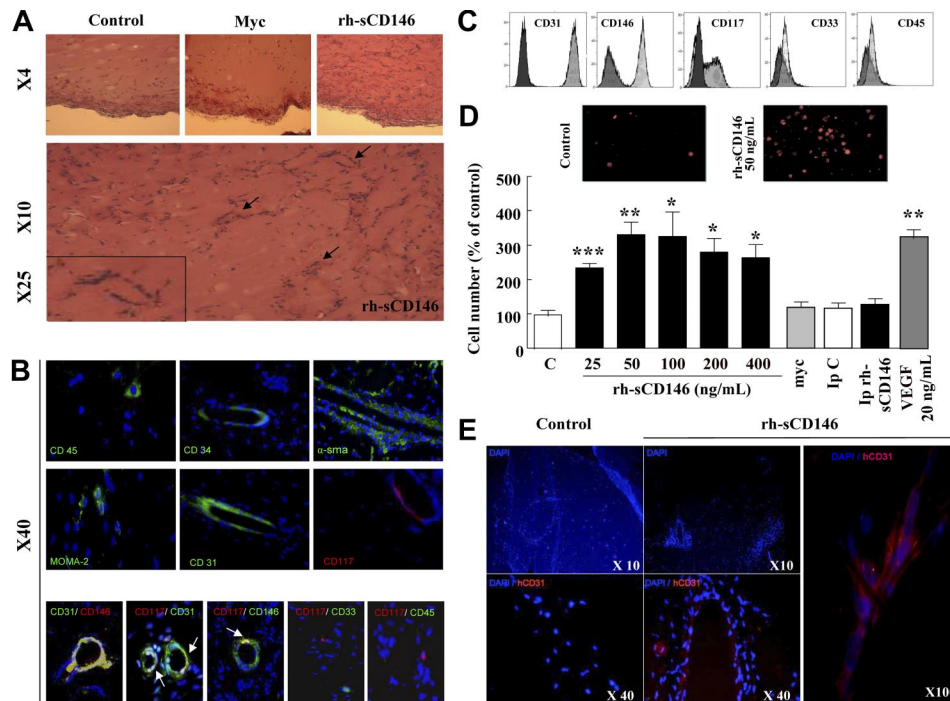 A
Control
Myc
rh-sCD146
X4
X10
X25
rh-sCD146
B
X40
CD 45
CD 34
α-sma
MOMA-2
CD 31
CD117
CD31/ CD146
CD117/ CD31
CD117/ CD146
CD117/ CD33
CD117/ CD45
C
CD31
CD146
CD117
CD33
CD45
D
Control
rh-sCD146
50 ng/mL
Cell number (% of control)
500
400
300
200
100
0
***
**
*
*
*
**
C
25
50
100
200
400
rh-sCD146 (ng/mL)
myc
Ip C
Ip rh-
sCD146
VEGF
20 ng/mL
E
Control
rh-sCD146
DAPI
X 10
DAPI
X10
DAPI / hCD31
X 40
DAPI / hCD31
X 40
DAPI / hCD31
X100